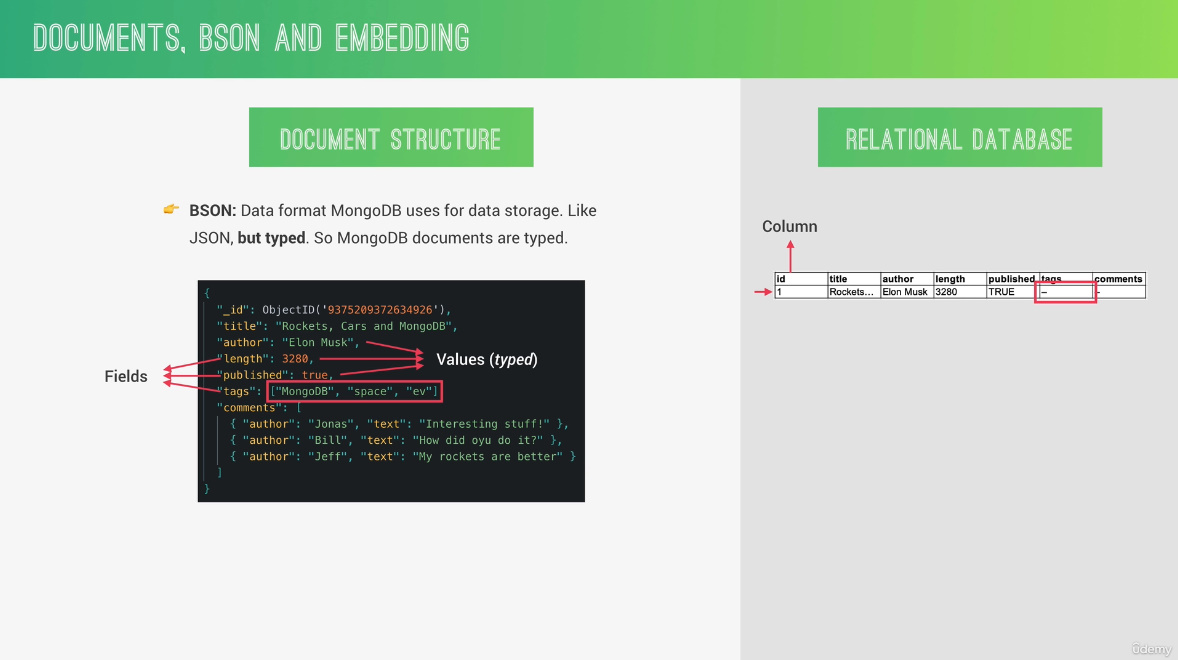 DOCUMENTS, BSON AND EMBEDDING
DOCUMENT STRUCTURE
BSON: Data format MongoDB uses for data storage. Like
JSON, but typed. So MongoDB documents are typed.
{
"_id": ObjectID('9375209372634926'),
"title": "Rockets, Cars and MongoDB",
"author": "Elon Musk",
"length": 3280,
"published": true,
"tags": ["MongoDB", "space", "ev"]
"comments": [
{ "author": "Jonas", "text": "Interesting stuff!" },
{ "author": "Bill", "text": "How did oyu do it?" },
{ "author": "Jeff", "text": "My rockets are better" }
]
}
Fields
Values (typed)
RELATIONAL DATABASE
Column
id title author length published tags comments
1 Rockets... Elon Musk 3280 TRUE – –
ûdemy